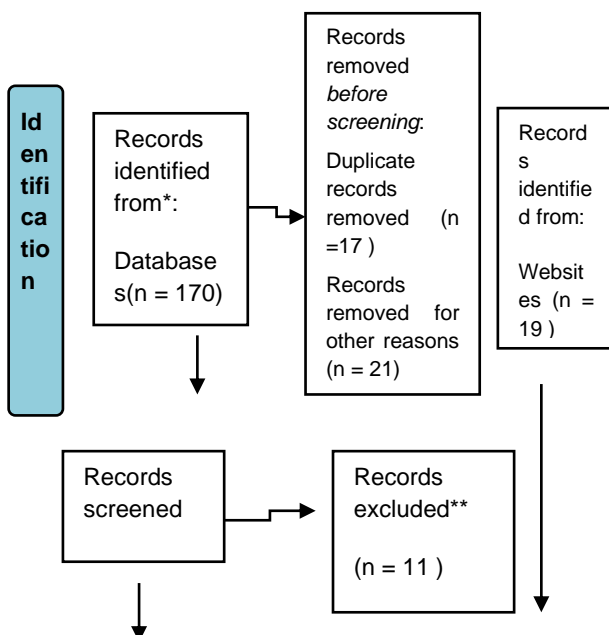 Id
en
tifi
ca
tio
n
Records
identified
from*:
Database
s(n = 170)
Records
removed
before
screening:
Duplicate
records
removed (n
=17 )
Records
removed for
other reasons
(n = 21)
Record
s
identifie
d from:
Websit
es (n =
19 )
Records
screened
Records
excluded**
(n = 11 )